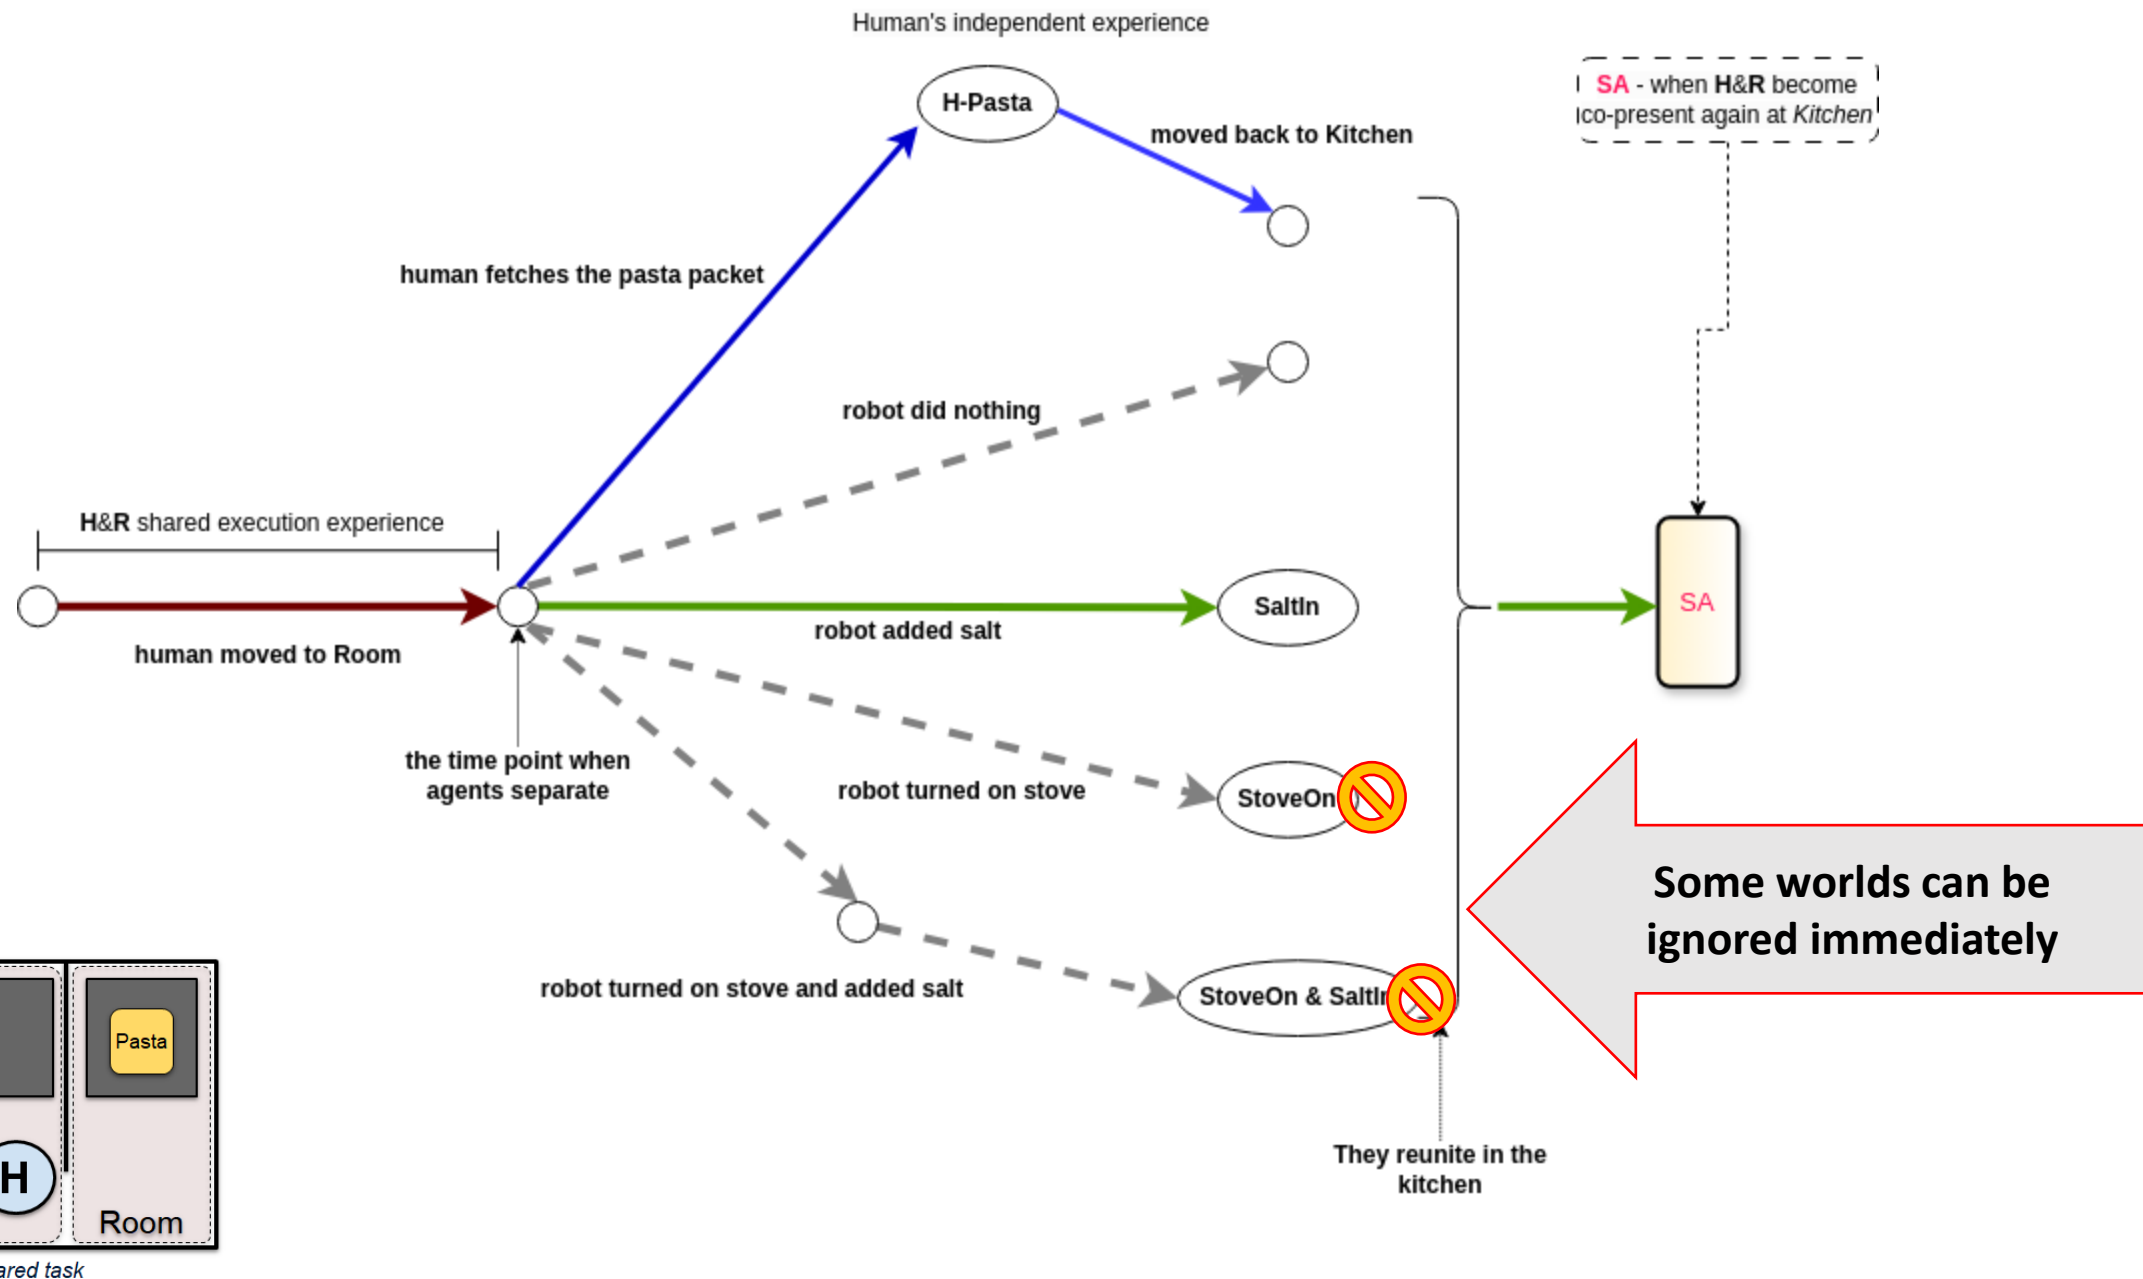 Human's independent experience
H-Pasta
SA - when H&R become
co-present again at Kitchen
moved back to Kitchen
human fetches the pasta packet
robot did nothing
H&R shared execution experience
SaltIn
SA
robot added salt
human moved to Room
the time point when
agents separate
robot turned on stove
StoveOn
Some worlds can be
ignored immediately
robot turned on stove and added salt
StoveOn & SaltIn
Pasta
They reunite in the
kitchen
H
Room
task